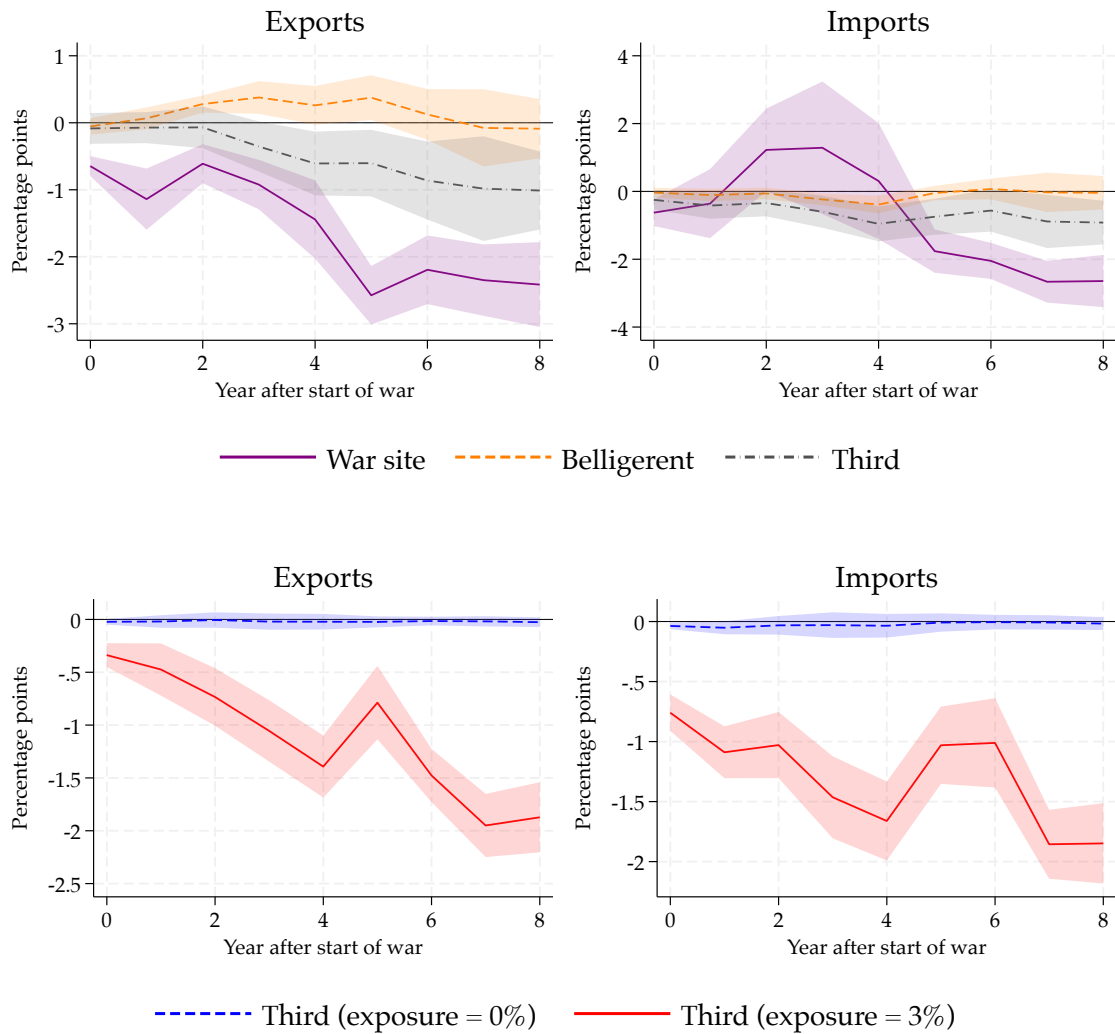 Exports
Percentage points
1
0
-1
-2
-3
0 2 4 6 8
Year after start of war
Imports
Percentage points
4
2
0
-2
-4
0 2 4 6 8
Year after start of war
War site Belligerent Third
Exports
Percentage points
0
-.5
-1
-1.5
-2
-2.5
0 2 4 6 8
Year after start of war
Imports
Percentage points
0
-.5
-1
-1.5
-2
0 2 4 6 8
Year after start of war
Third (exposure = 0%) Third (exposure = 3%)